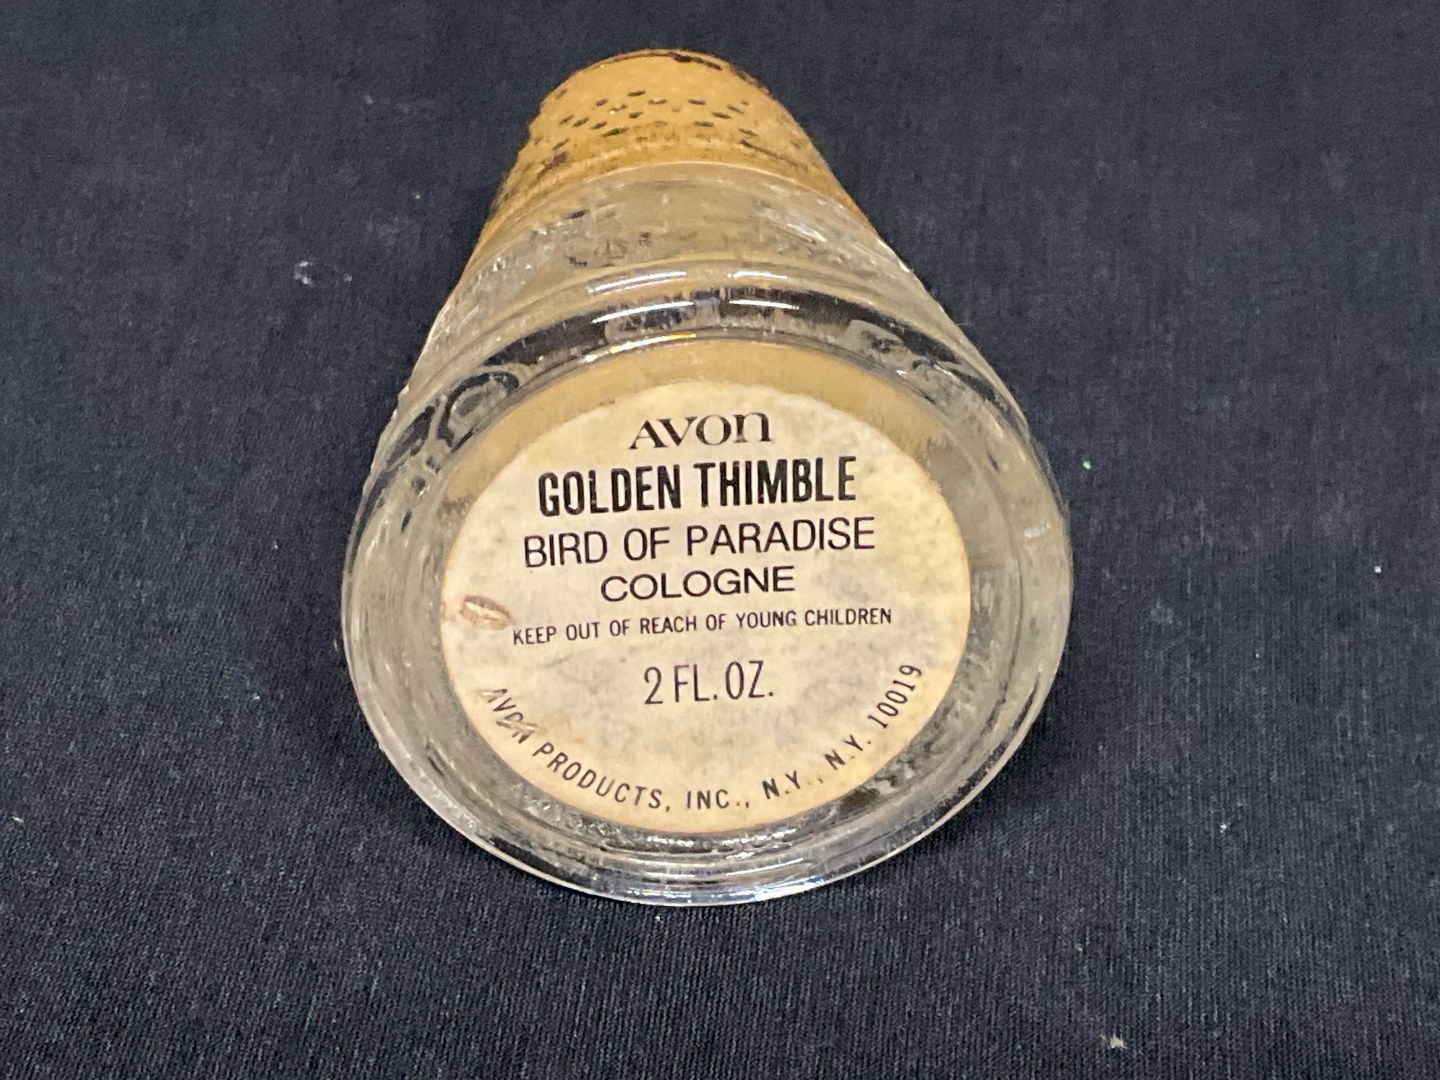 AVON
GOLDEN THIMBLE
BIRD OF PARADISE
COLOGNE
KEEP OUT OF REACH OF YOUNG CHILDREN
2 FL. OZ.
AVON PRODUCTS, INC., N.Y., N.Y. 10019